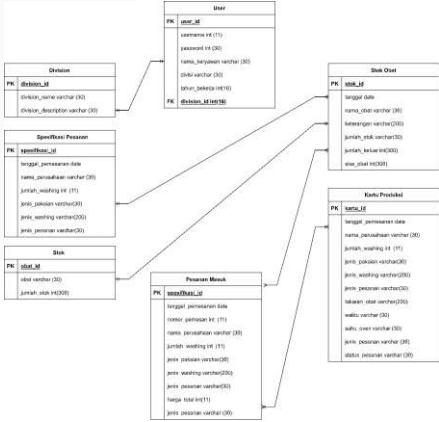 User
PK user_id
username int (11)
password int (30)
nama_karyawan varchar (30)
divisi varchar (30)
tahun_bekerja int(16)
FK division_id int(16)
Division
PK division_id
division_name varchar (30)
division_description varchar (30)
Spesifikasi Pesanan
PK spesifikasi_id
tanggal_pemesanan date
nama_perusahaan varchar (30)
jumlah_washing int (11)
jenis_pakaian varchar(30)
jenis_washing varchar(200)
jenis_pesanan varchar(30)
Stok
PK obat_id
obat varchar (30)
jumlah_stok int(300)
Stok Obat
PK stok_id
tanggal date
nama_obat varchar (30)
keterangan varchar(200)
jumlah_stok varchar(30)
jumlah_keluar int(300)
sisa_obat int(300)
Kartu Produksi
PK kartu_id
tanggal_pemesanan date
nama_perusahaan varchar (30)
jumlah_washing int (11)
jenis_pakaian varchar(30)
jenis_washing varchar(200)
jenis_pesanan varchar(30)
takaran_obat varchar(200)
waktu varchar (30)
suhu_oven varchar (30)
jenis_pesanan varchar (30)
status_pesanan varchar (30)
Pesanan Masuk
PK spesifikasi_id
tanggal_pemesanan date
nomor_pemesan int (11)
nama_perusahaan varchar (30)
jumlah_washing int (11)
jenis_pakaian varchar(30)
jenis_washing varchar(200)
jenis_pesanan varchar(30)
harga_total int(11)
jenis_pesanan varchar (30)